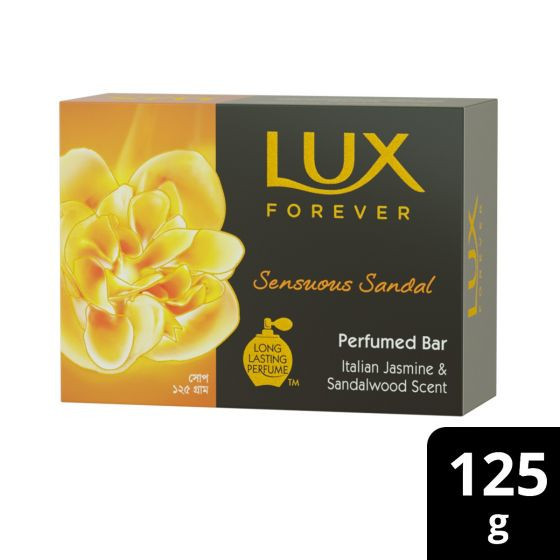 LUX
FOREVER
Sensuous Sandal
LONG
LASTING
PERFUME
TM
Perfumed Bar
Italian Jasmine &
Sandalwood Scent
সোপ
১২৫ গ্রাম
LUX
FOREVER
125
g